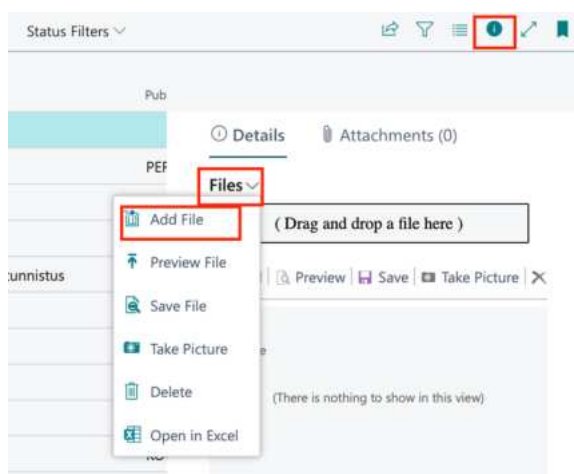 Status Filters
Pub
Details
Attachments (0)
PEF
Files
Add File
( Drag and drop a file here )
Preview File
tunnistus
Preview
Save
Take Picture
Save File
Take Picture
(There is nothing to show in this view)
Delete
Open in Excel